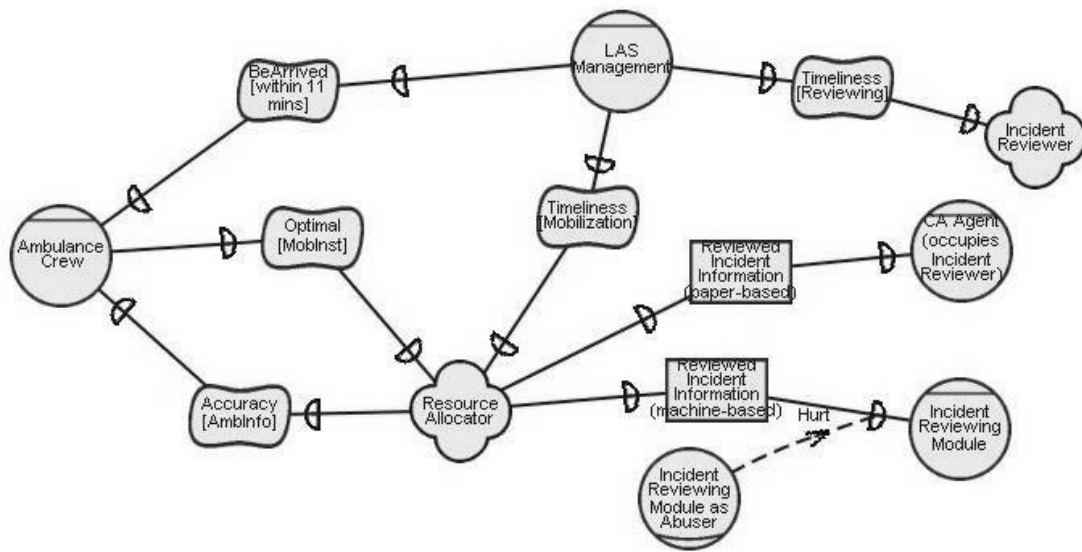 LAS
Management
BeArrived
[within 11
mins]
Timeliness
[Reviewing]
Incident
Reviewer
Ambulance
Crew
Optimal
[MobInst]
Timeliness
[Mobilization]
Reviewed
Incident
Information
(paper-based)
CA Agent
(occupies
Incident
Reviewer)
Accuracy
[AmbInfo]
Resource
Allocator
Reviewed
Incident
Information
(machine-based)
Hurt
Incident
Reviewing
Module
Incident
Reviewing
Module as
Abuser